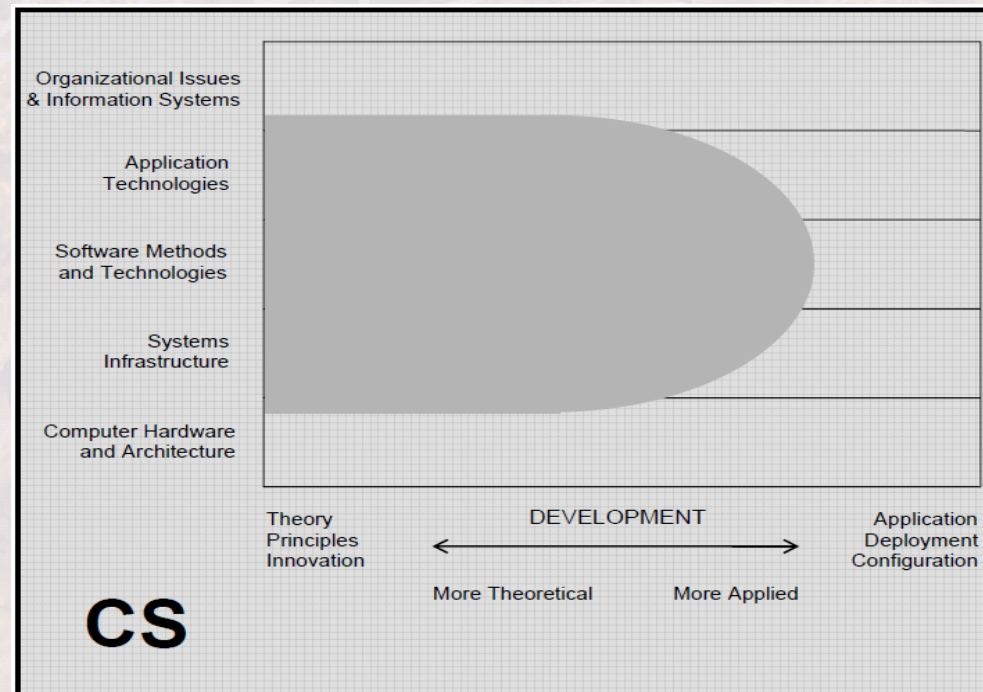 Organizational Issues
& Information Systems
Application
Technologies
Software Methods
and Technologies
Systems
Infrastructure
Computer Hardware
and Architecture
Theory
Principles
Innovation
DEVELOPMENT
More Theoretical
More Applied
Application
Deployment
Configuration
CS